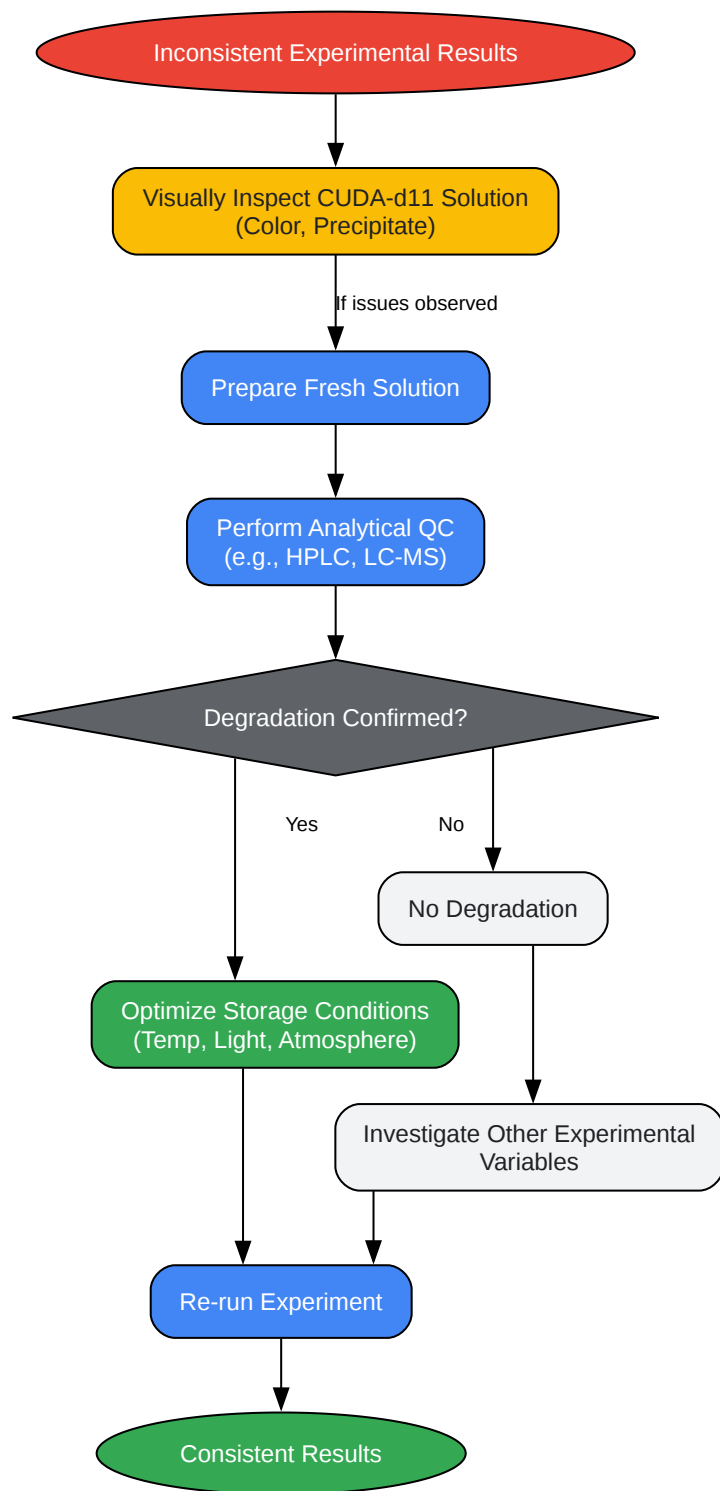 Inconsistent Experimental Results
Visually Inspect CUDA-d11 Solution
(Color, Precipitate)
If issues observed
Prepare Fresh Solution
Perform Analytical QC
(e.g., HPLC, LC-MS)
Degradation Confirmed?
Yes
No
No Degradation
Optimize Storage Conditions
(Temp, Light, Atmosphere)
Investigate Other Experimental
Variables
Re-run Experiment
Consistent Results